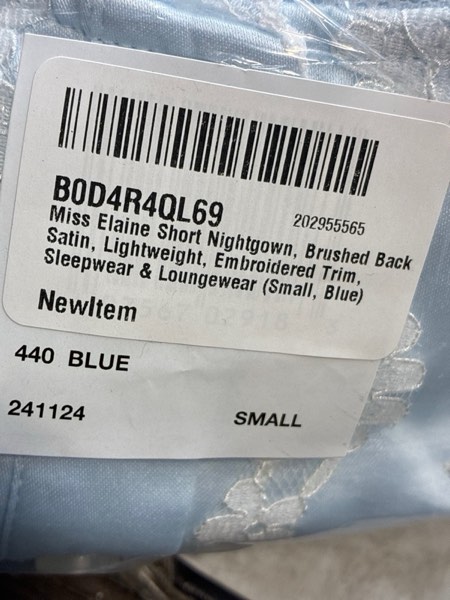 B0D4R4QL69
202955565
Miss Elaine Short Nightgown, Brushed Back
Satin, Lightweight, Embroidered Trim,
Sleepwear & Loungewear (Small, Blue)
NewItem
440 BLUE
241124
SMALL